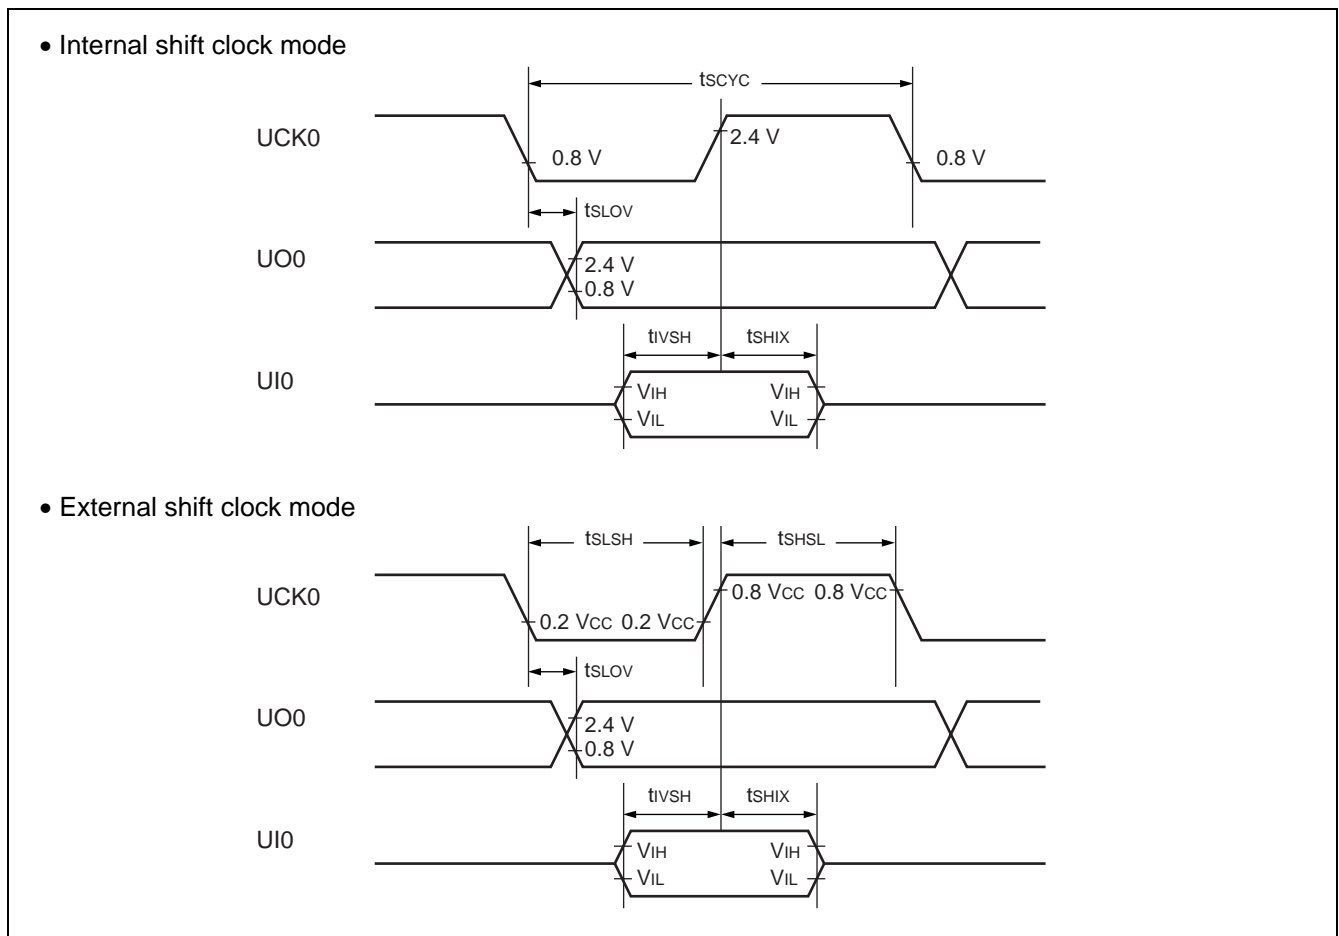 • Internal shift clock mode
tSCYC
UCK0
2.4 V
0.8 V
0.8 V
tSLOV
UO0
2.4 V
0.8 V
tIVSH
tSHIX
UI0
VIH
VIH
VIL
VIL
• External shift clock mode
tSLSH
tSHSL
UCK0
0.8 VCC
0.8 VCC
0.2 VCC
0.2 VCC
tSLOV
UO0
2.4 V
0.8 V
tIVSH
tSHIX
UI0
VIH
VIH
VIL
VIL